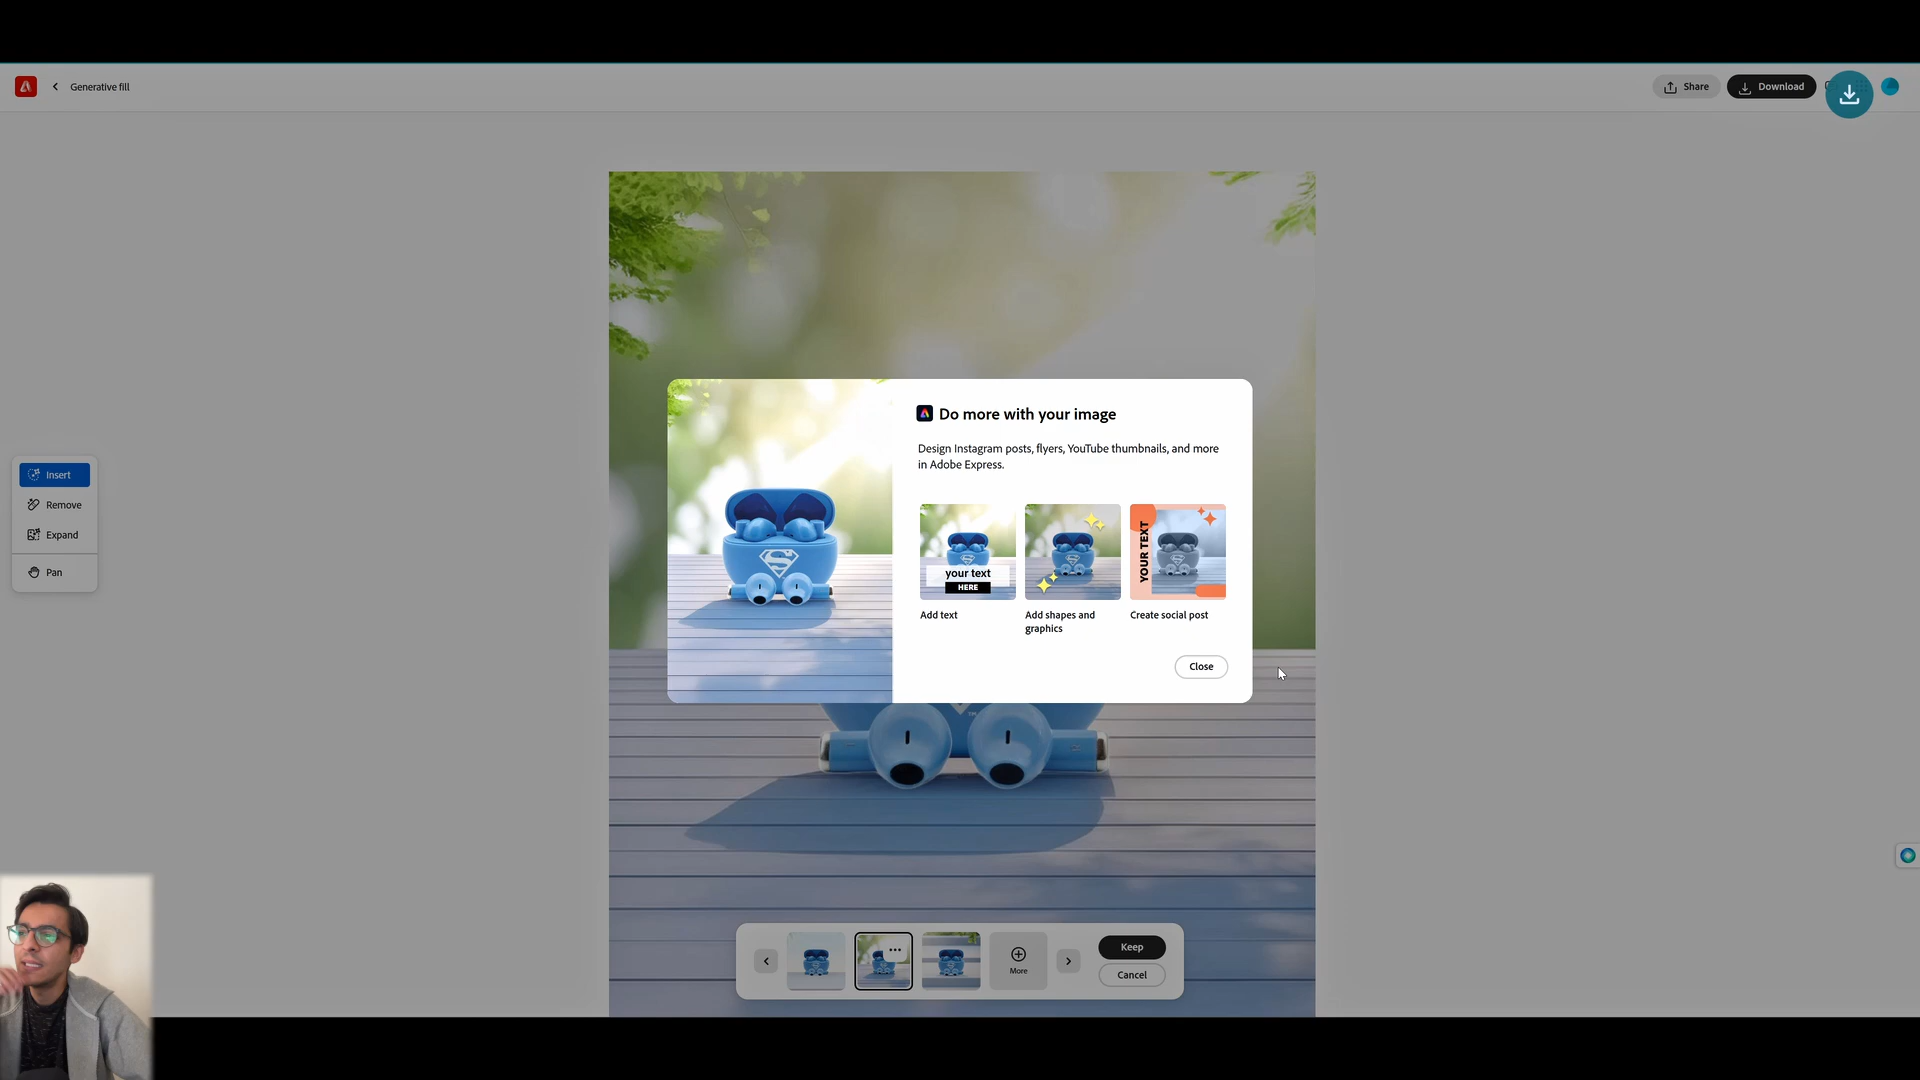 Generative fill
Share
Download
Do more with your image
Design Instagram posts, flyers, YouTube thumbnails, and more
in Adobe Express.
your text
HERE
YOUR TEXT
Add text
Add shapes and
graphics
Create social post
Close
Insert
Remove
Expand
Pan
TM
More
Keep
Cancel